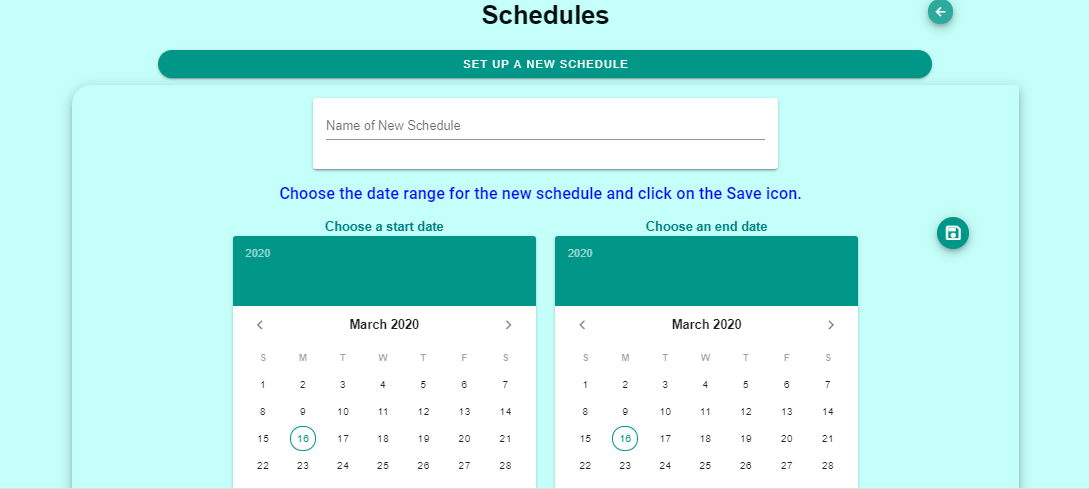 Schedules
SET UP A NEW SCHEDULE
Name of New Schedule
Choose the date range for the new schedule and click on the Save icon.
Choose a start date
2020
March 2020
S M T W T F S
1 2 3 4 5 6 7
8 9 10 11 12 13 14
15 16 17 18 19 20 21
22 23 24 25 26 27 28
Choose an end date
2020
March 2020
S M T W T F S
1 2 3 4 5 6 7
8 9 10 11 12 13 14
15 16 17 18 19 20 21
22 23 24 25 26 27 28